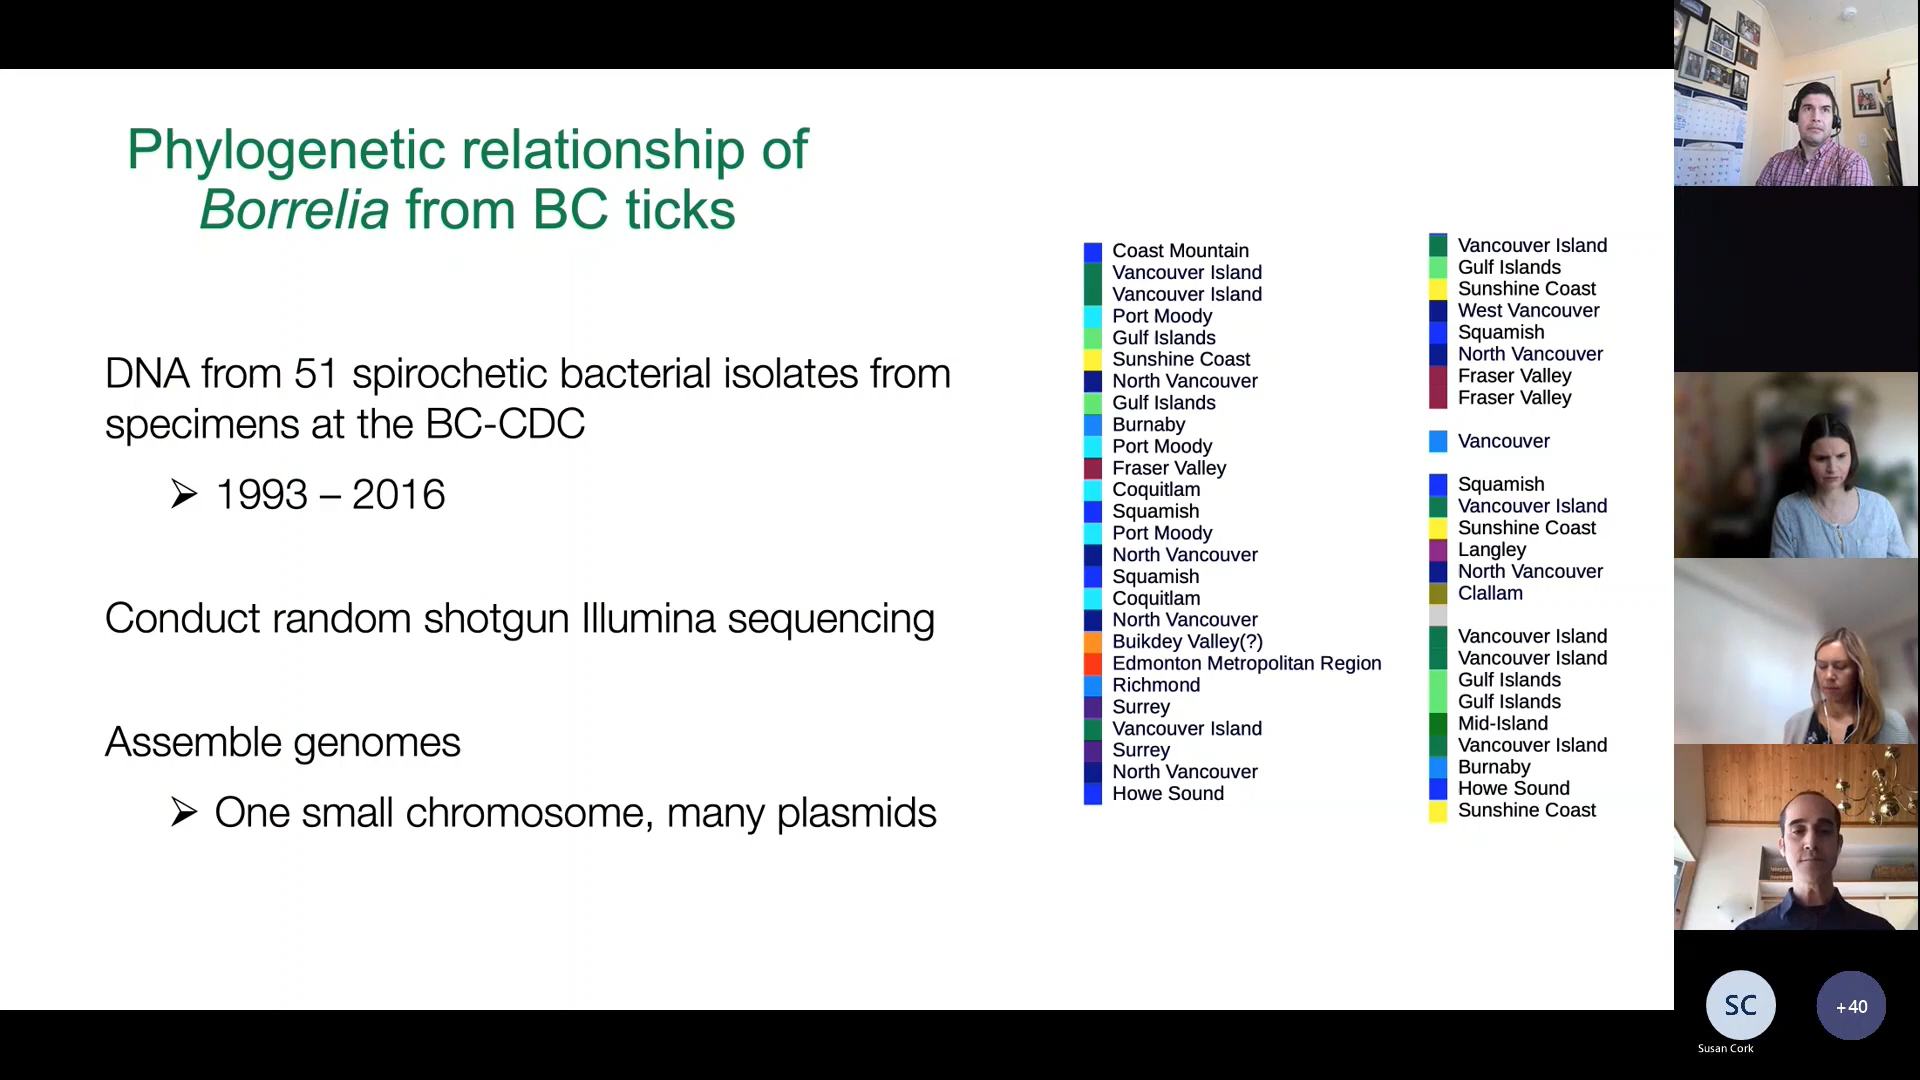 Phylogenetic relationship of
Borrelia from BC ticks
DNA from 51 spirochetic bacterial isolates from
specimens at the BC-CDC
➢ 1993 – 2016
Conduct random shotgun Illumina sequencing
Assemble genomes
➢ One small chromosome, many plasmids
Coast Mountain
Vancouver Island
Vancouver Island
Port Moody
Gulf Islands
Sunshine Coast
North Vancouver
Gulf Islands
Burnaby
Port Moody
Fraser Valley
Coquitlam
Squamish
Port Moody
North Vancouver
Squamish
Coquitlam
North Vancouver
Buikdey Valley(?)
Edmonton Metropolitan Region
Richmond
Surrey
Vancouver Island
Surrey
North Vancouver
Howe Sound
Vancouver Island
Gulf Islands
Sunshine Coast
West Vancouver
Squamish
North Vancouver
Fraser Valley
Fraser Valley
Vancouver
Squamish
Vancouver Island
Sunshine Coast
Langley
North Vancouver
Clallam
Vancouver Island
Vancouver Island
Gulf Islands
Gulf Islands
Mid-Island
Vancouver Island
Burnaby
Howe Sound
Sunshine Coast
SC
+40
Susan Cork